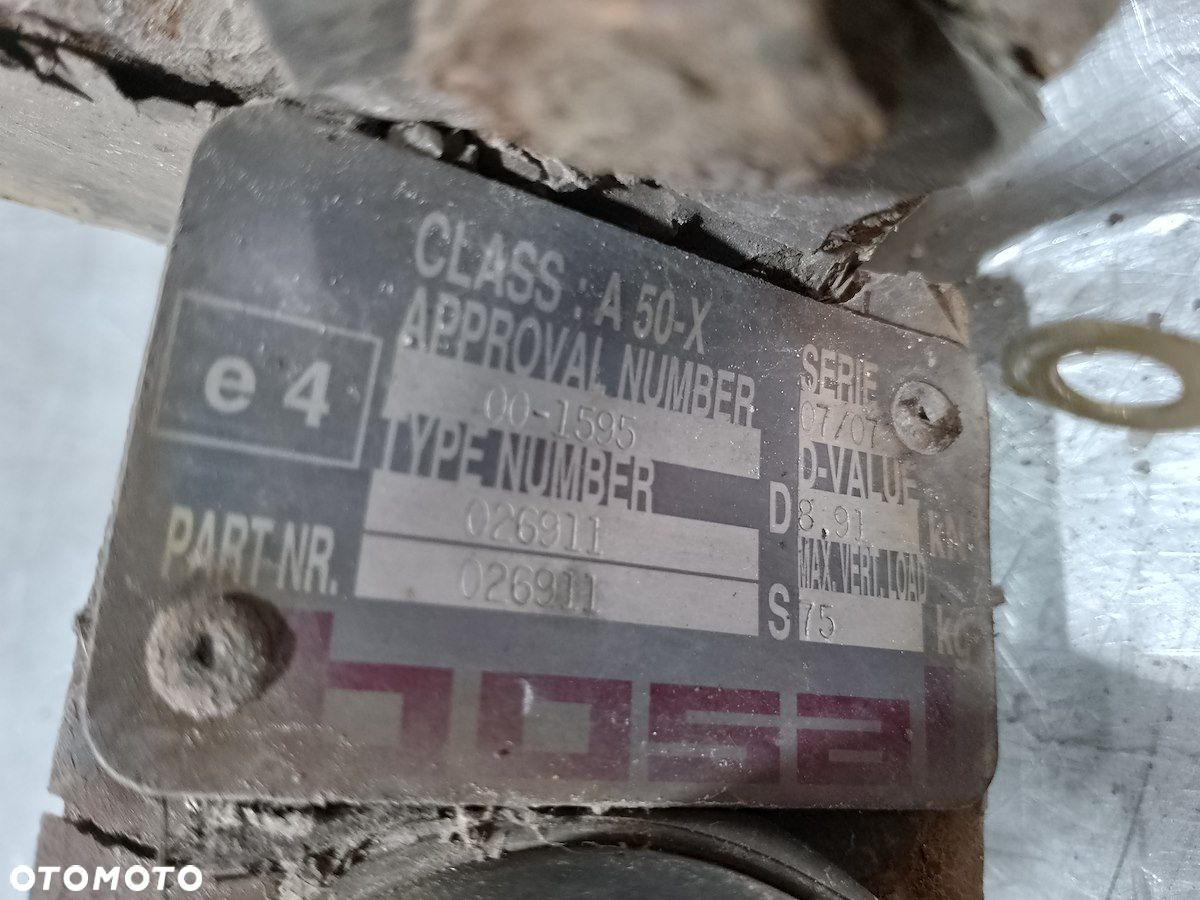 CLASS : A 50-X
e 4
APPROVAL NUMBER
00-1595
TYPE NUMBER
026911
PART-NR.
026911
SERIE
07/07
D-VALUE
D 8.91 kN
MAX. VERT. LOAD
S 75 kg
bosal
OTOMOTO